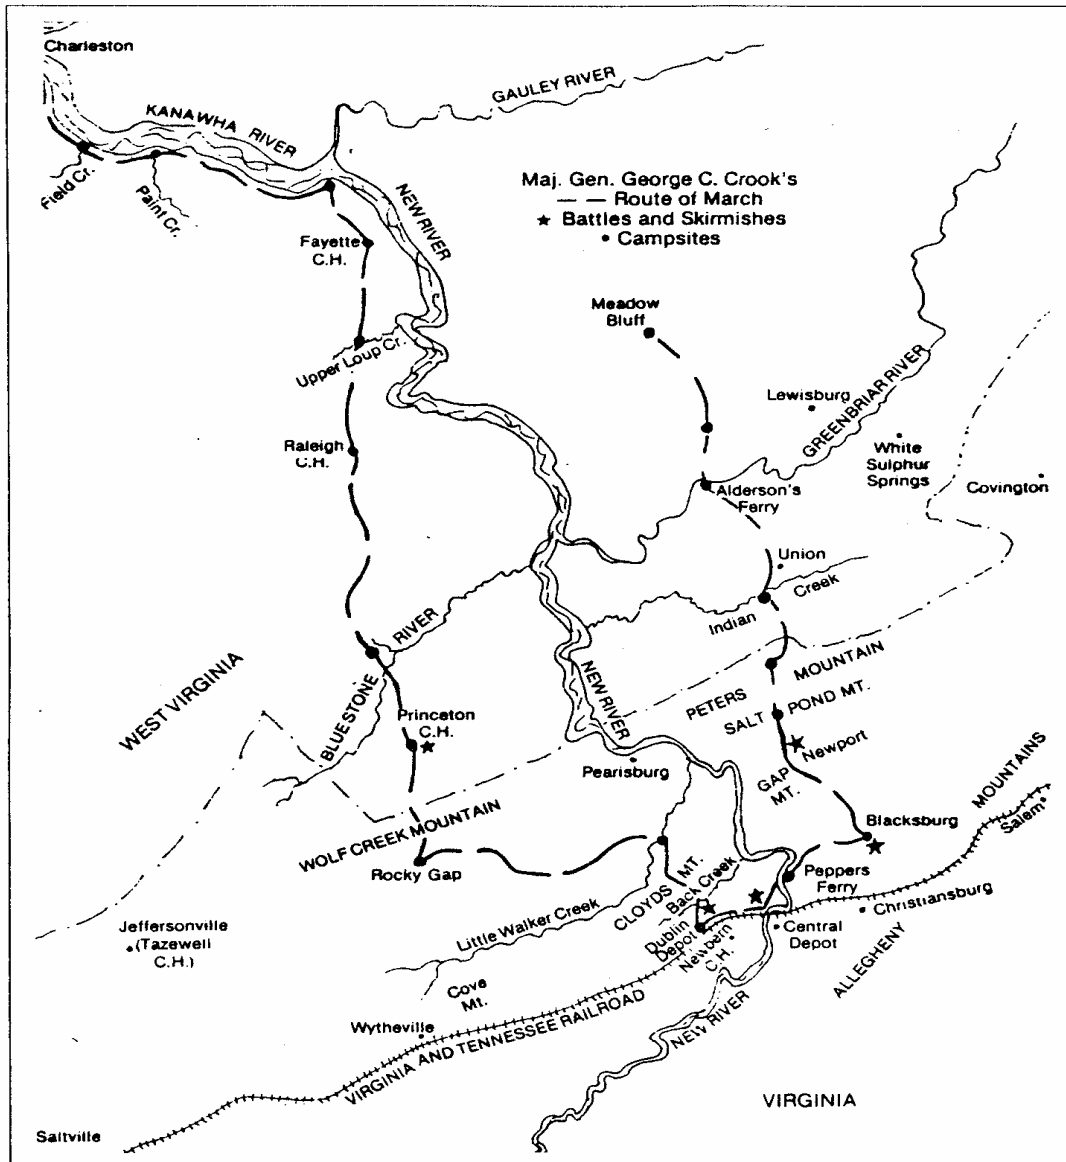 Charleston
KANAWHA RIVER
GAULEY RIVER
Field Cr.
Paint Cr.
NEW RIVER
Maj. Gen. George C. Crook's
Route of March
Battles and Skirmishes
Campsites
Fayette
C.H.
Meadow
Bluff
Upper Loup Cr.
Lewisburg
GREENBRIAR RIVER
Raleigh
C.H.
White
Sulphur
Springs
Covington
Alderson's
Ferry
Union
Indian Creek
BLUESTONE RIVER
WEST VIRGINIA
NEW RIVER
PETERS MOUNTAIN
SALT POND MT.
Princeton
C.H.
Newport
GAP
MT.
Pearisburg
MOUNTAINS
Salem
WOLF CREEK MOUNTAIN
Blacksburg
Rocky Gap
CLOYDS MT.
Back Creek
Peppers
Ferry
Christiansburg
Little Walker Creek
Dublin
Depot
Newbern
C.H.
Central
Depot
ALLEGHENY
Jeffersonville
(Tazewell
C.H.)
Cove
Mt.
Wytheville
VIRGINIA AND TENNESSEE RAILROAD
NEW RIVER
VIRGINIA
Saltville